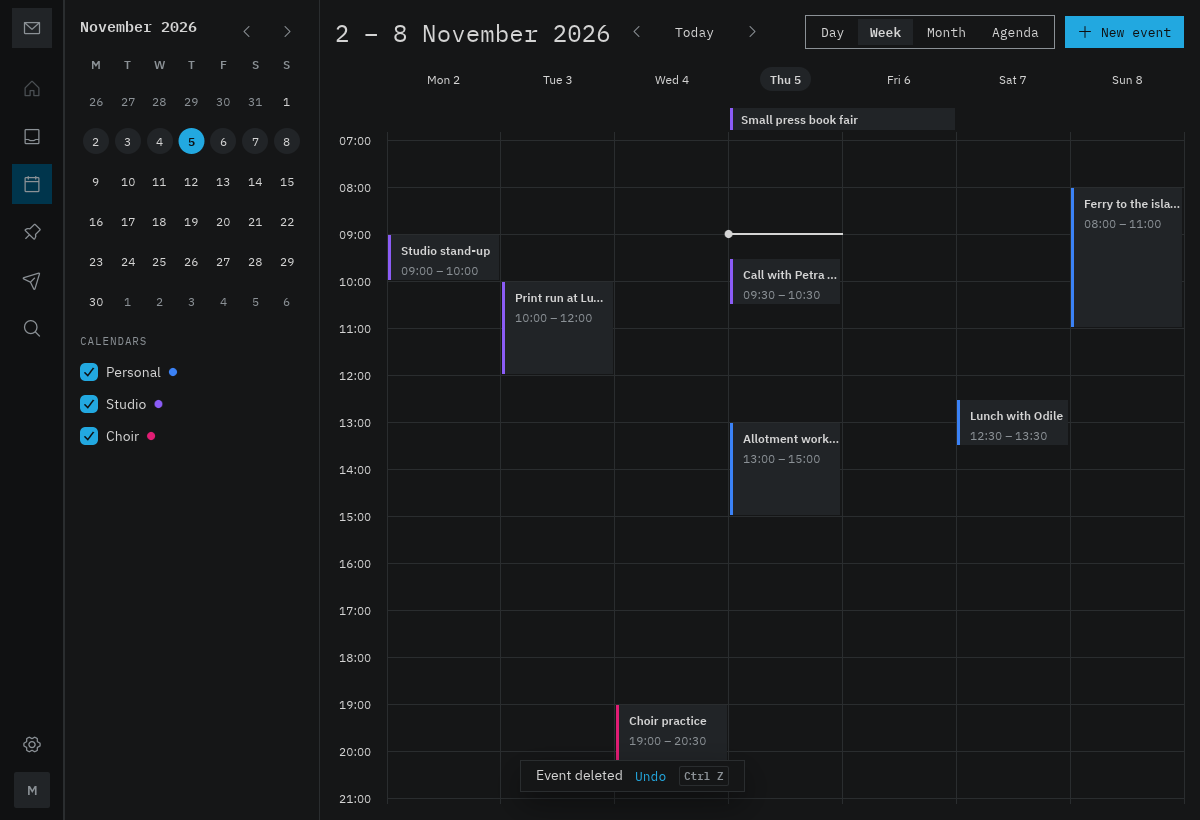 November 2026
M T W T F S S
26 27 28 29 30 31 1
2 3 4 5 6 7 8
9 10 11 12 13 14 15
16 17 18 19 20 21 22
23 24 25 26 27 28 29
30 1 2 3 4 5 6
CALENDARS
Personal
Studio
Choir
M
2 – 8 November 2026
Today
Day Week Month Agenda
New event
Mon 2 Tue 3 Wed 4 Thu 5 Fri 6 Sat 7 Sun 8
Small press book fair
07:00
08:00
09:00
10:00
11:00
12:00
13:00
14:00
15:00
16:00
17:00
18:00
19:00
20:00
21:00
Studio stand-up
09:00 – 10:00
Print run at Lu...
10:00 – 12:00
Choir practice
19:00 – 20:30
Call with Petra ...
09:30 – 10:30
Allotment work...
13:00 – 15:00
Lunch with Odile
12:30 – 13:30
Ferry to the isla...
08:00 – 11:00
Event deleted Undo Ctrl Z